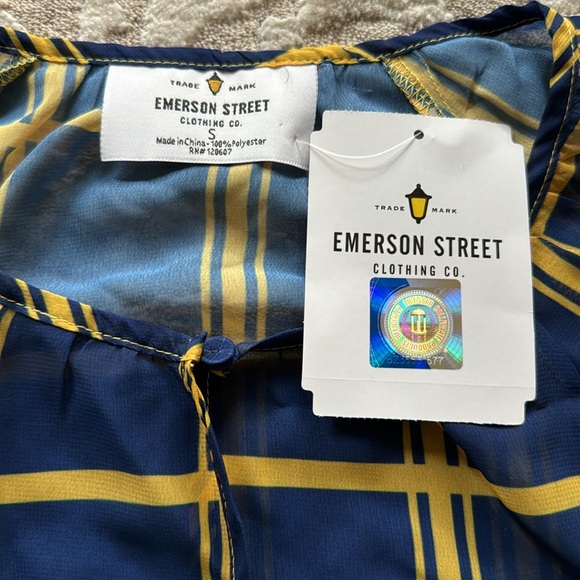 TRADE MARK
EMERSON STREET
CLOTHING CO.
S
Made in China • 100% Polyester
RN# 120607
TRADE MARK
EMERSON STREET
CLOTHING CO.